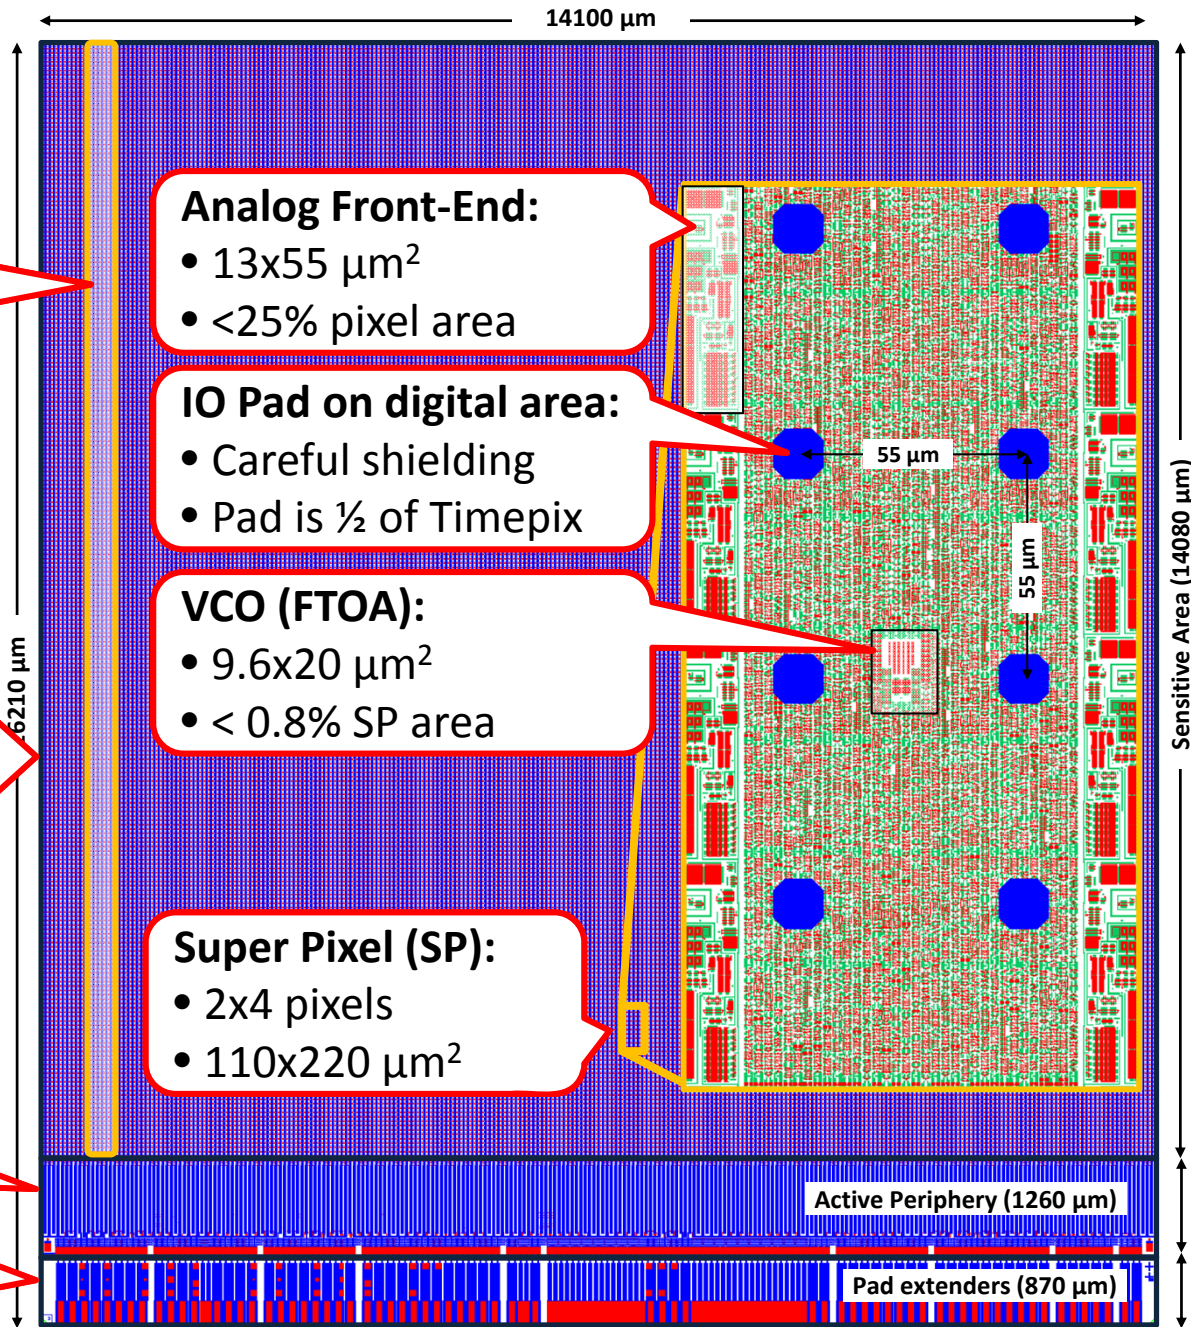 14100 µm
Analog Front-End:
• 13x55 µm²
• <25% pixel area
IO Pad on digital area:
• Careful shielding
• Pad is ½ of Timepix
55 µm
55 µm
VCO (FTOA):
• 9.6x20 µm²
• < 0.8% SP area
6210 µm
Sensitive Area (14080 µm)
Super Pixel (SP):
• 2x4 pixels
• 110x220 µm²
Active Periphery (1260 µm)
Pad extenders (870 µm)